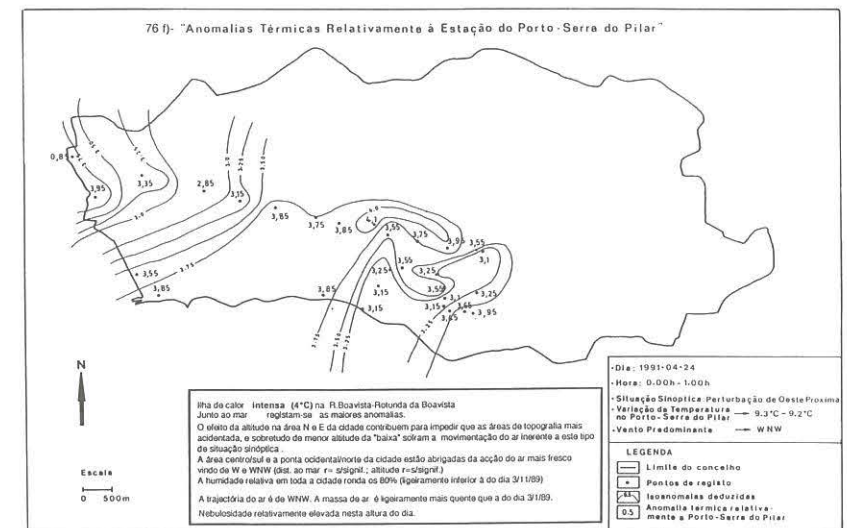 76 f)- "Anomalias Térmicas Relativamente à Estação do Porto-Serra do Pilar"
0,85
3,95
3,35
2,85
3,15
3,85
3,75
3,85
4,1
3,55
3,75
3,95
3,55
3,1
3,55
3,25
3,25
3,15
3,55
3,1
3,25
3,15
3,65
3,95
3,15
3,85
3,55
3,85
N
Escala
0 500m
Ilha de calor intensa (4°C) na R.Boavista-Rotunda da Boavista
Junto ao mar registam-se as maiores anomalias.
O efeito da altitude na área N e E da cidade contribuem para impedir que as áreas de topografia mais
acidentada, e sobretudo de menor altitude da "baixa" sofram a movimentação do ar inerente a este tipo
de situação sinóptica .
A área centro/sul e a ponta ocidental/norte da cidade estão abrigadas da acção do ar mais fresco
vindo de W e WNW (dist. ao mar r= s/signif.; altitude r=s/signif.)
A humidade relativa em toda a cidade ronda os 80% (ligeiramente inferior à do dia 3/11/89)
A trajectória do ar é de WNW. A masse de ar é ligeiramente mais quente que a do dia 3/1/89.
Nebulosidade relativamente elevada nesta altura do dia.
·Dia: 1991-04-24
·Hora: 0.00h-1.00h
·Situação Sinoptica: Perturbação de Oeste Proxima
·Variação da Temperatura
no Porto-Serra do Pilar → 9.3°C - 9.2°C
·Vento Predominante → WNW
LEGENDA
Limite do concelho
Pontos de registo
0.5 Isoanomalas deduzidas
0.5 Anomalia termica relativa-
mente a Porto-Serra do Pilar